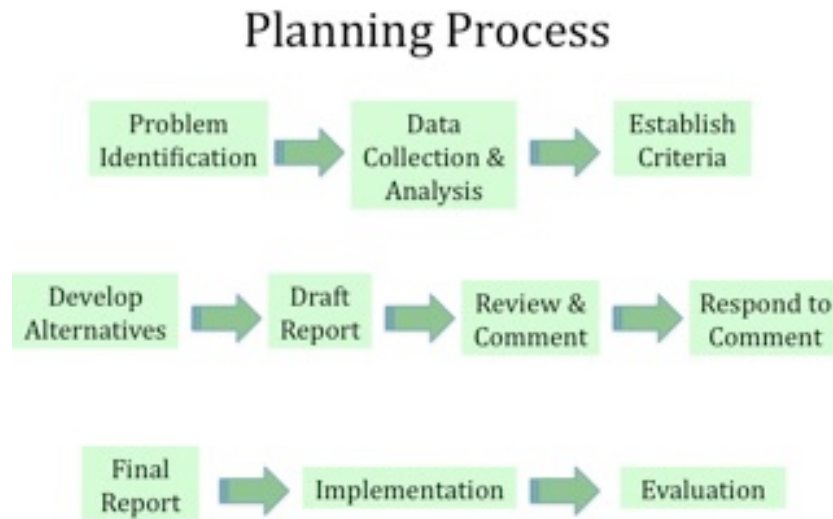 Planning Process
Problem
Identification
Data
Collection &
Analysis
Establish
Criteria
Develop
Alternatives
Draft
Report
Review &
Comment
Respond to
Comment
Final
Report
Implementation
Evaluation